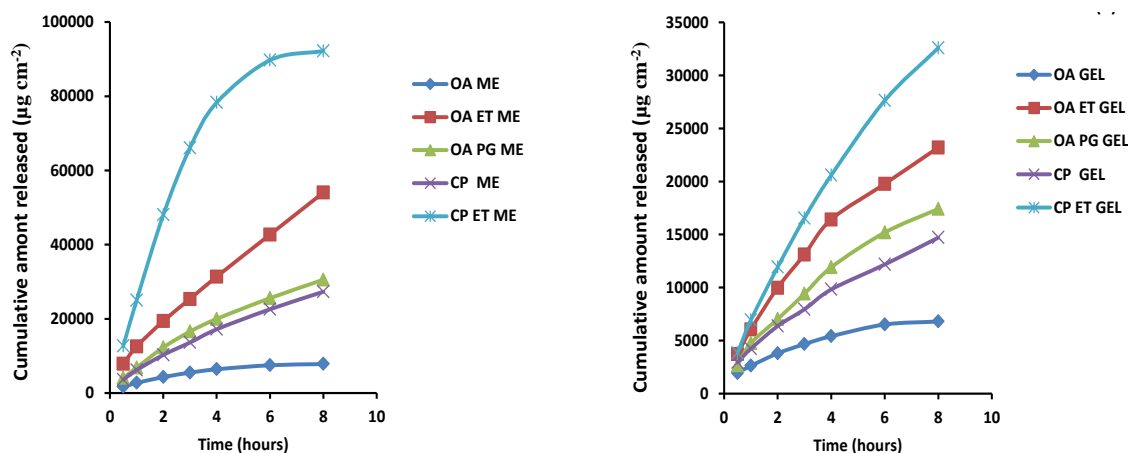 Cumulative amont released (µg cm-2)
100000
80000
60000
40000
20000
0
0
2
4
6
8
10
Time (hours)
OA ME
OA ET ME
OA PG ME
CP ME
CP ET ME
Cumulative amount released (µg cm-2)
35000
30000
25000
20000
15000
10000
5000
0
0
2
4
6
8
10
Time (hours)
OA GEL
OA ET GEL
OA PG GEL
CP GEL
CP ET GEL